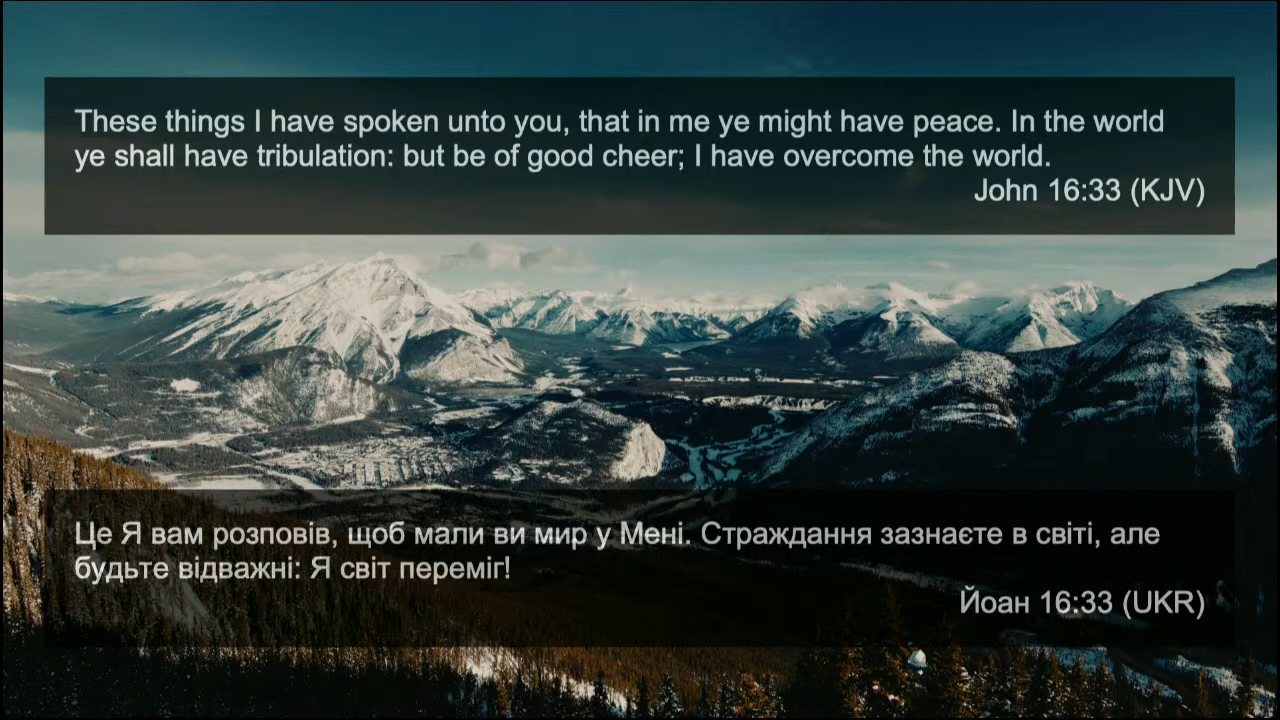 These things I have spoken unto you, that in me ye might have peace. In the world
ye shall have tribulation: but be of good cheer; I have overcome the world.
John 16:33 (KJV)
Це Я вам розповів, щоб мали ви мир у Мені. Страждання зазнаєте в світі, але
будьте відважні: Я світ переміг!
Йоан 16:33 (UKR)